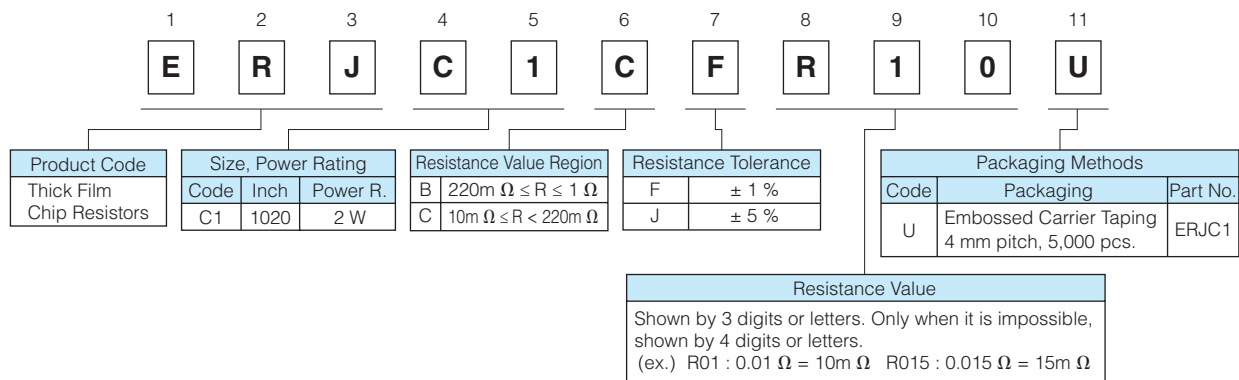 1 2 3 4 5 6 7 8 9 10 11
E R J C 1 C F R 1 0 U
Product Code
Thick Film
Chip Resistors
Size, Power Rating
Code Inch Power R.
C1 1020 2 W
Resistance Value Region
B 220m Ω ≤ R ≤ 1 Ω
C 10m Ω ≤ R < 220m Ω
Resistance Tolerance
F ± 1 %
J ± 5 %
Packaging Methods
Code Packaging Part No.
U Embossed Carrier Taping
4 mm pitch, 5,000 pcs. ERJC1
Resistance Value
Shown by 3 digits or letters. Only when it is impossible,
shown by 4 digits or letters.
(ex.) R01 : 0.01 Ω = 10m Ω R015 : 0.015 Ω = 15m Ω